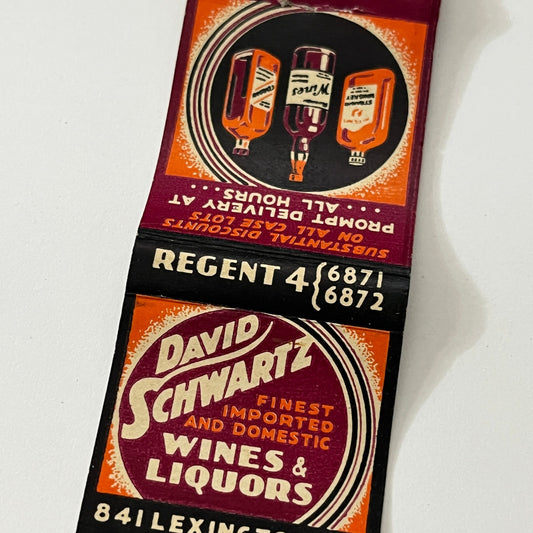 SUBSTANTIAL DISCOUNTS
ON ALL CASE LOTS
PROMPT DELIVERY AT
... ALL HOURS ...
Wines
REGENT 4 {6871
6872
DAVID
SCHWARTZ
FINEST
IMPORTED
AND DOMESTIC
WINES &
LIQUORS
841 LEXINGTO